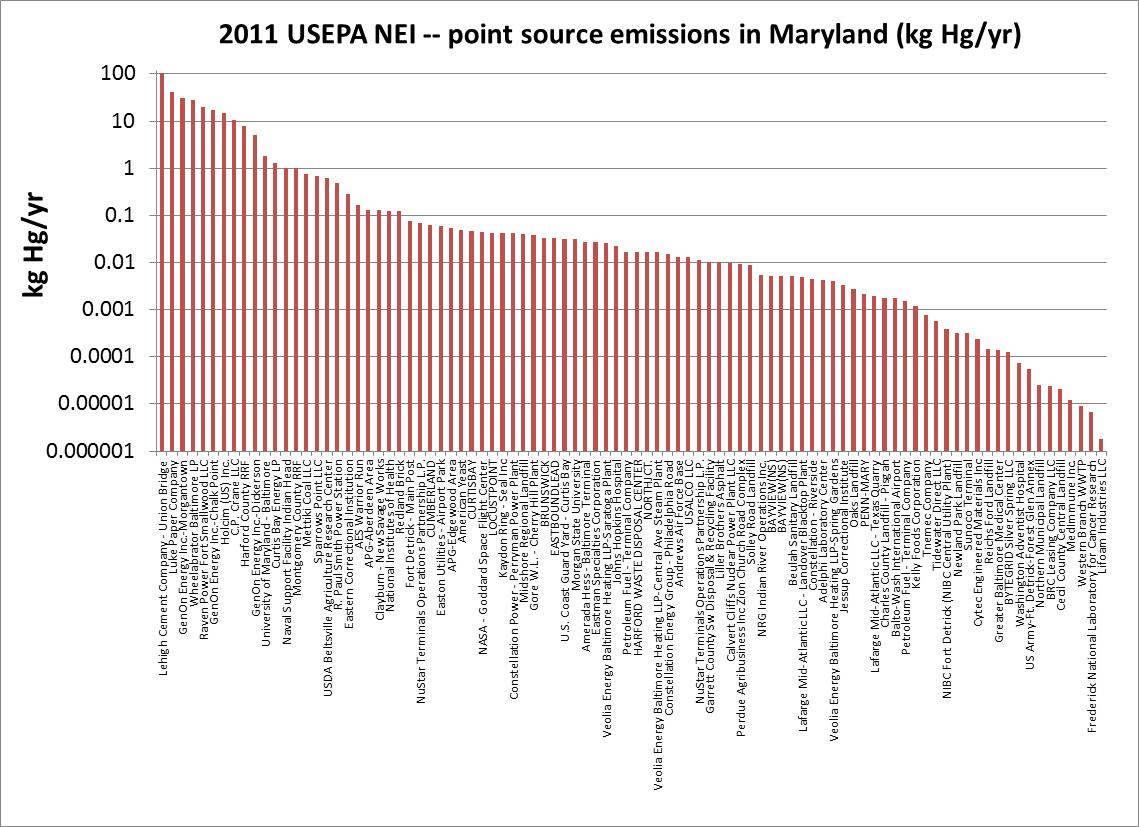 2011 USEPA NEI -- point source emissions in Maryland (kg Hg/yr)
kg Hg/yr
100
10
1
0.1
0.01
0.001
0.0001
0.00001
0.000001
Lehigh Cement Company - Union Bridge
Luke Paper Company
GenOn Energy Inc.-Morgantown
Wheelabrator Baltimore LP
Raven Power Fort Smallwood LLC
GenOn Energy Inc.-Chalk Point
Holcim (US), Inc.
C.P. Crane LLC
Harford County RRF
GenOn Energy Inc.-Dickerson
University of Maryland - Baltimore
Curtis Bay Energy LP
Naval Support Facility Indian Head
Montgomery County RRF
Mettiki Coal LLC
Sparrows Point LLC
USDA Beltsville Agriculture Research Center
R. Paul Smith Power Station
Eastern Correctional Institution
AES Warrior Run
APG-Aberdeen Area
Clayburn - New Savage Works
National Institutes of Health
Redland Brick
Fort Detrick - Main Post
NuStar Terminals Operations Partnership L.P.
CUMBERLAND
Easton Utilities - Airport Park
APG-Edgewood Area
American Yeast
CURTISBAY
NASA - Goddard Space Flight Center
LOCUSTPOINT
Kaydon Ring - Seal Inc
Constellation Power - Perryman Power Plant
Midshore Regional Landfill
Gore W.L. - Cherry Hill Plant
BRUNSWICK
EASTBOUNDLEAD
U.S. Coast Guard Yard - Curtis Bay
Morgan State University
Amerada Hess - Baltimore Terminal
Eastman Specialties Corporation
Veolia Energy Baltimore Heating LLP-Saratoga Plant
Johns Hopkins Hospital
Petroleum Fuel - Terminal Company
HARFORD WASTE DISPOSAL CENTER
NORTHCT.
Veolia Energy Baltimore Heating LLP-Central Ave Steam Plant
Constellation Energy Group - Philadelphia Road
Andrews Air Force Base
USALCO LLC
NuStar Terminals Operations Partnership L.P.
Garrett County Sw Disposal & Recycling Facility
Liller Brothers Asphalt
Calvert Cliffs Nuclear Power Plant LLC
Perdue Agribusiness Inc Zion Church Road Complex
Solley Road Landfill
NRG Indian River Operations Inc.
BAYVIEW(NS)
BAYVIEW(NS)
Beulah Sanitary Landfill
Lafarge Mid-Atlantic LLC - Landover Blacktop Plant
Constellation - Riverside
Adelphi Laboratory Center
Veolia Energy Baltimore Heating LLP-Spring Gardens
Jessup Correctional Institute
Oaks Landfill
PENN-MARY
Lafarge Mid-Atlantic LLC - Texas Quarry
Charles County Landfill - Pisgah
Balto-Wash International Airport
Petroleum Fuel - Terminal Company
Kelly Foods Corporation
Tnemec Company
Tidewater Direct LLC
NIBC Fort Detrick (NIBC Central Utility Plant)
Newland Park Landfill
Sunoco Terminal
Cytec Engineered Materials Inc
Reichs Ford Landfill
Greater Baltimore Medical Center
BYTEGRID Silver Spring LLC
Washington Adventist Hospital
US Army-Ft. Detrick-Forest Glen Annex
Northern Municipal Landfill
BRC Leasing Company LLC
Cecil County Central Landfill
MedImmune Inc.
Western Branch WWTP
Frederick National Laboratory for Cancer Research
Lifoam Industries LLC